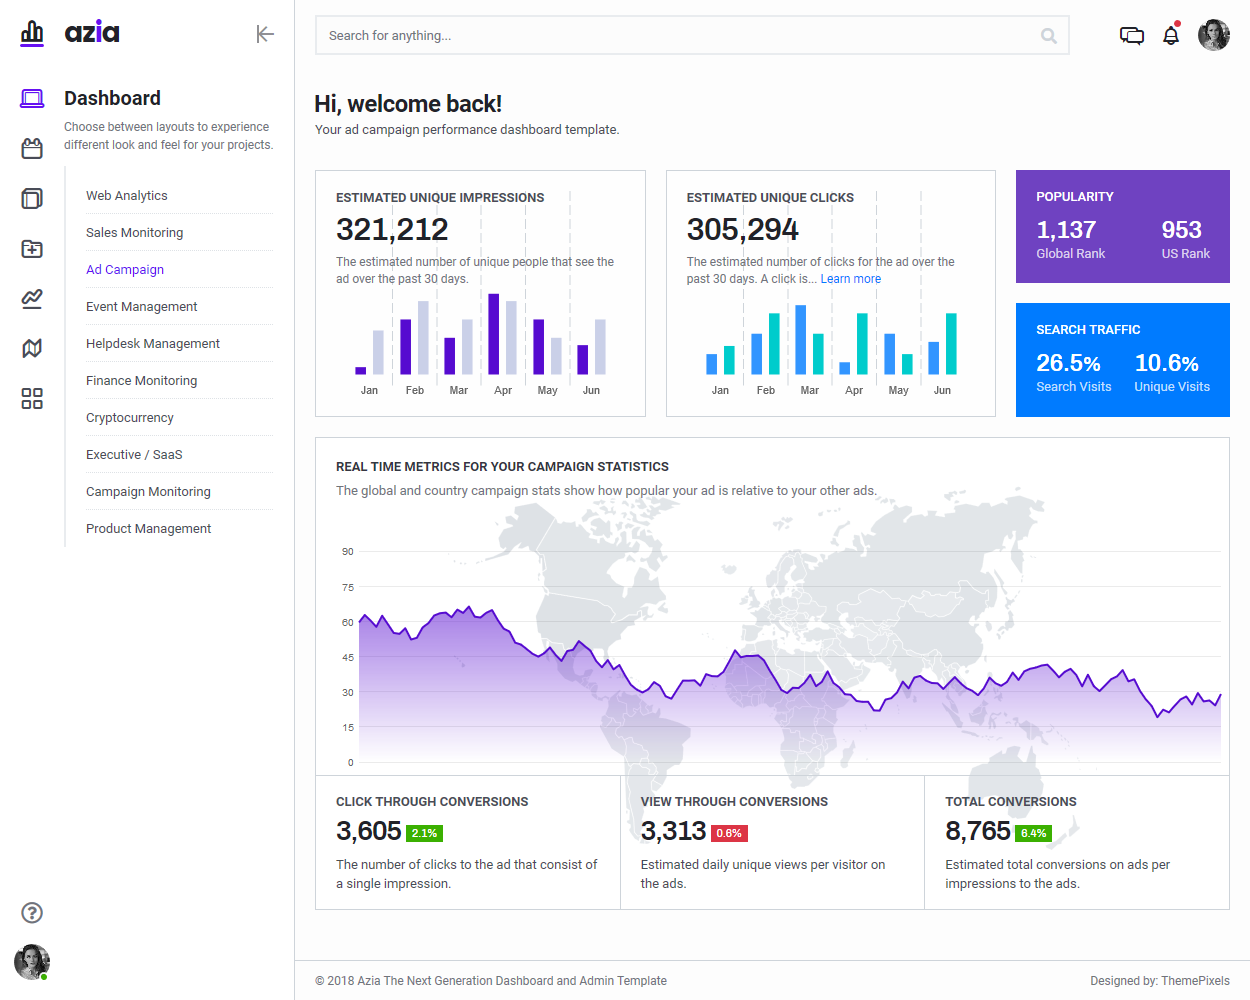 azia
Dashboard
Choose between layouts to experience
different look and feel for your projects.
Web Analytics
Sales Monitoring
Ad Campaign
Event Management
Helpdesk Management
Finance Monitoring
Cryptocurrency
Executive / SaaS
Campaign Monitoring
Product Management
Search for anything...
Hi, welcome back!
Your ad campaign performance dashboard template.
ESTIMATED UNIQUE IMPRESSIONS
321,212
The estimated number of unique people that see the
ad over the past 30 days.
Jan Feb Mar Apr May Jun
ESTIMATED UNIQUE CLICKS
305,294
The estimated number of clicks for the ad over the
past 30 days. A click is... Learn more
Jan Feb Mar Apr May Jun
POPULARITY
1,137 953
Global Rank US Rank
SEARCH TRAFFIC
26.5% 10.6%
Search Visits Unique Visits
REAL TIME METRICS FOR YOUR CAMPAIGN STATISTICS
The global and country campaign stats show how popular your ad is relative to your other ads.
90
75
60
45
30
15
0
CLICK THROUGH CONVERSIONS
3,605 2.1%
The number of clicks to the ad that consist of
a single impression.
VIEW THROUGH CONVERSIONS
3,313 0.6%
Estimated daily unique views per visitor on
the ads.
TOTAL CONVERSIONS
8,765 6.4%
Estimated total conversions on ads per
impressions to the ads.
© 2018 Azia The Next Generation Dashboard and Admin Template
Designed by: ThemePixels